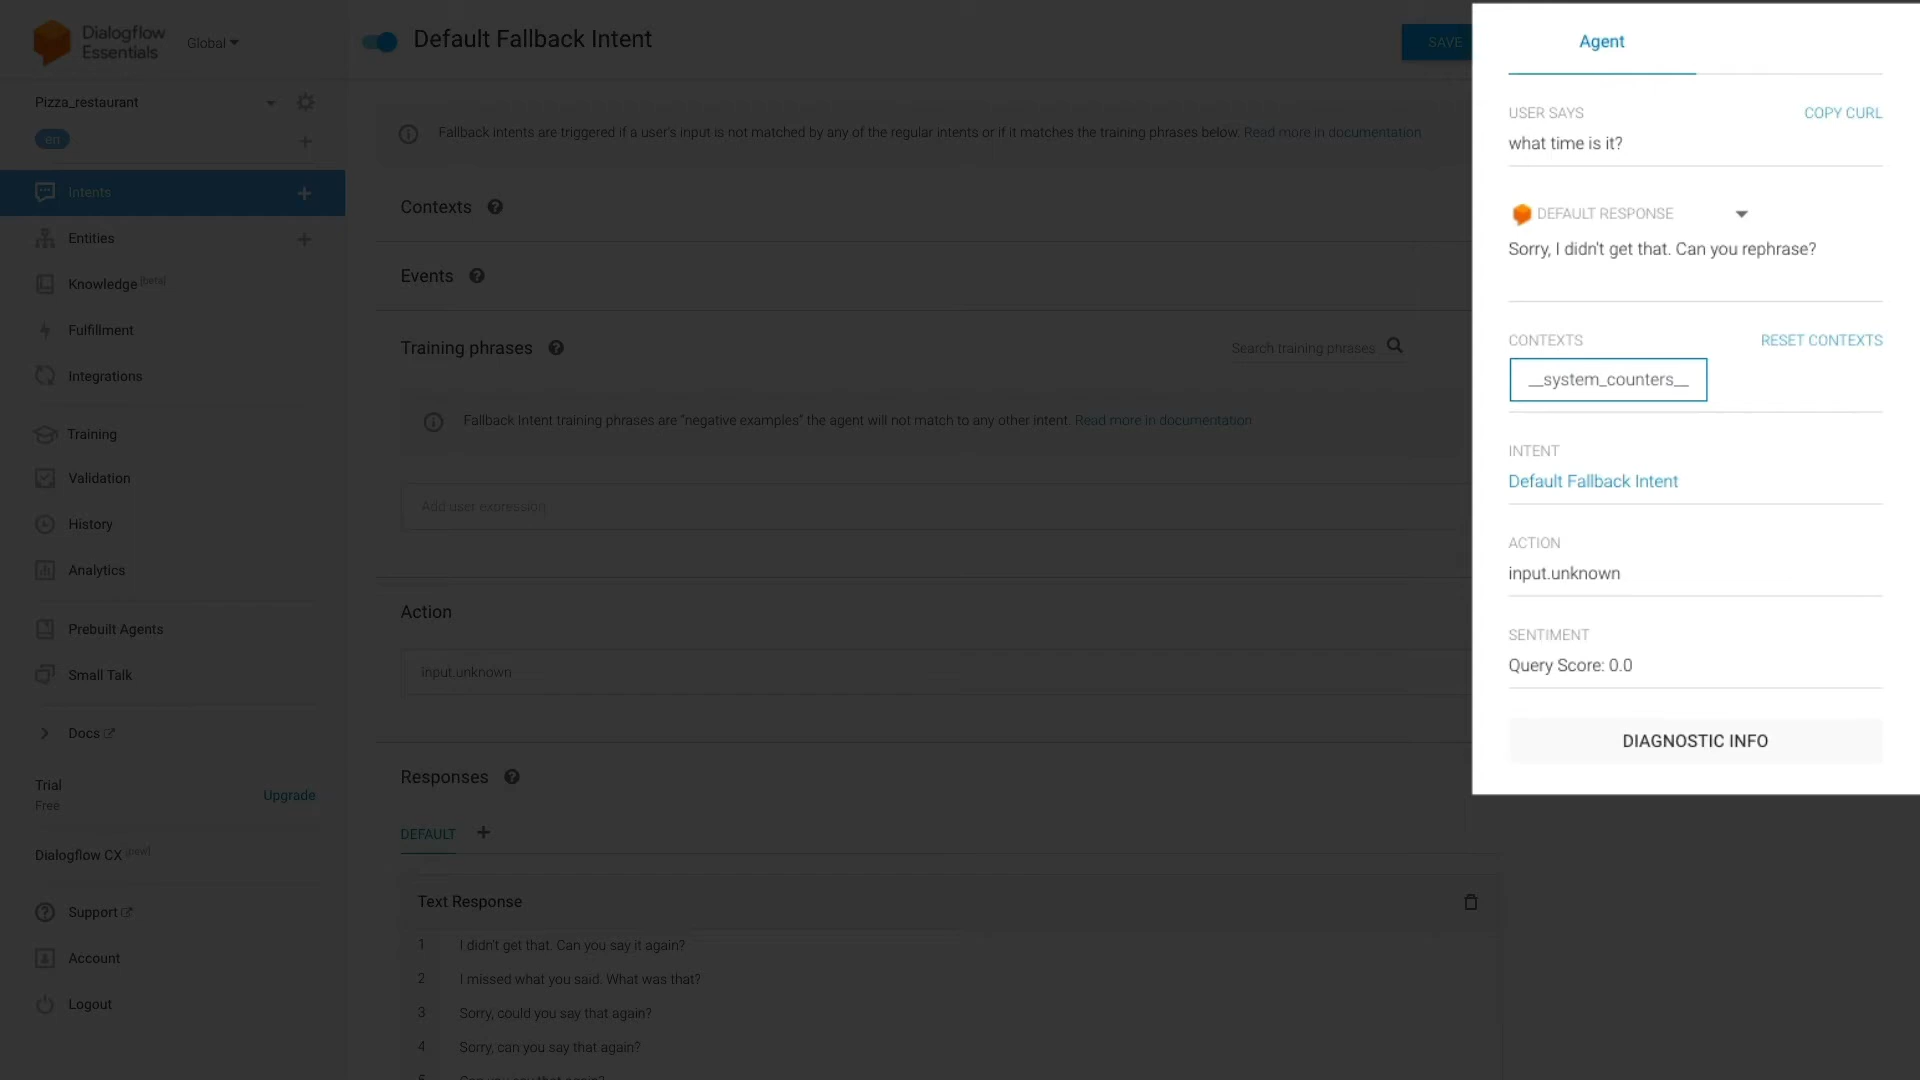 Dialogflow
Essentials
Global
Default Fallback Intent
SAVE
Pizza_restaurant
en
Intents
Entities
Knowledge [beta]
Fulfillment
Integrations
Training
Validation
History
Analytics
Prebuilt Agents
Small Talk
Docs
Trial
Free
Upgrade
Dialogflow CX [new]
Support
Account
Logout
Fallback intents are triggered if a user's input is not matched by any of the regular intents or if it matches the training phrases below. Read more in documentation
Contexts
Events
Training phrases
Search training phrases
Fallback Intent training phrases are "negative examples" the agent will not match to any other intent. Read more in documentation
Add user expression
Action
input.unknown
Responses
DEFAULT
Text Response
1 I didn't get that. Can you say it again?
2 I missed what you said. What was that?
3 Sorry, could you say that again?
4 Sorry, can you say that again?
Agent
USER SAYS
COPY CURL
what time is it?
DEFAULT RESPONSE
Sorry, I didn't get that. Can you rephrase?
CONTEXTS
RESET CONTEXTS
__system_counters__
INTENT
Default Fallback Intent
ACTION
input.unknown
SENTIMENT
Query Score: 0.0
DIAGNOSTIC INFO